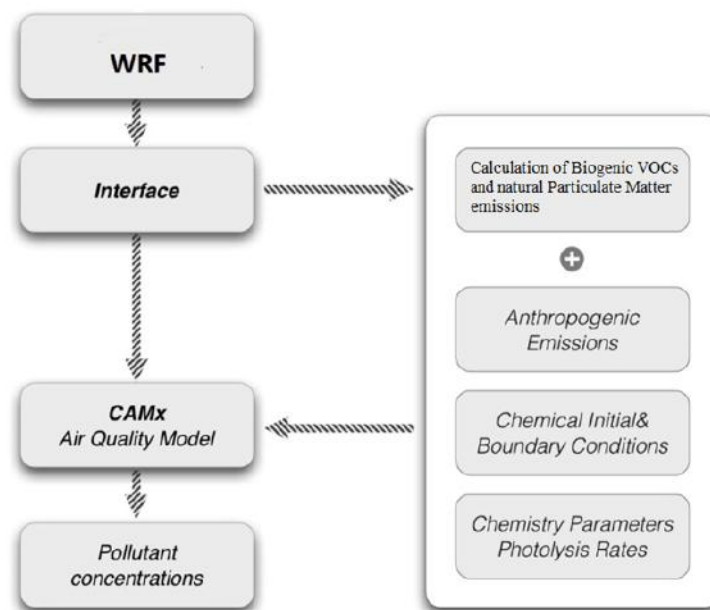 WRF
Interface
CAMx
Air Quality Model
Pollutant
concentrations
Calculation of Biogenic VOCs
and natural Particulate Matter
emissions
+
Anthropogenic
Emissions
Chemical Initial&
Boundary Conditions
Chemistry Parameters
Photolysis Rates